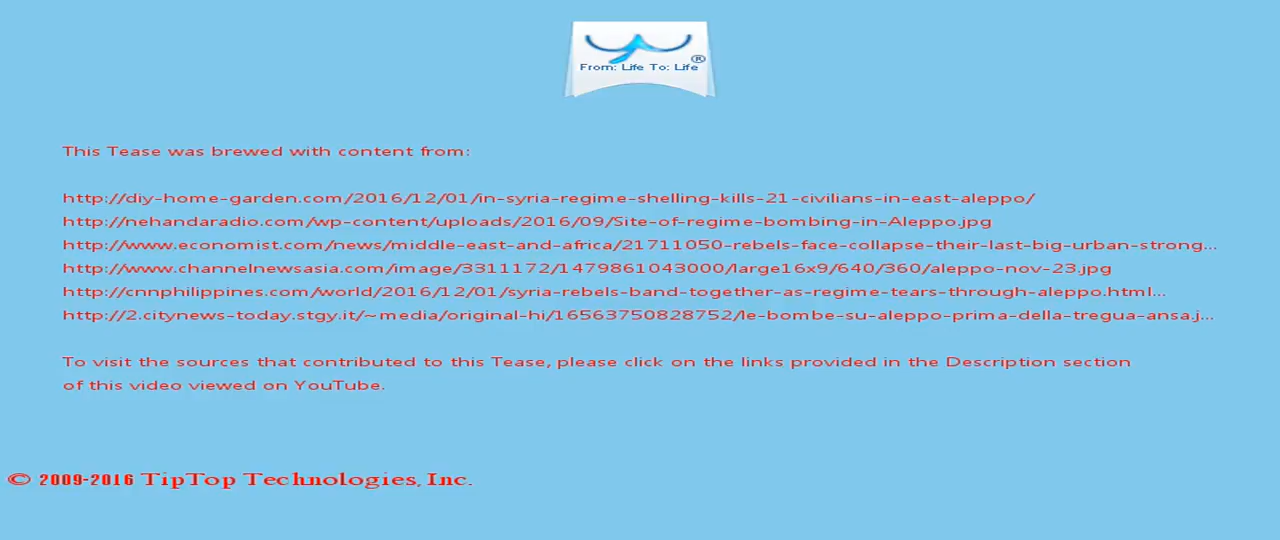 From: Life To: Life®
This Tease was brewed with content from:
http://diy-home-garden.com/2016/12/01/in-syria-regime-shelling-kills-21-civilians-in-east-aleppo/
http://nehandaradio.com/wp-content/uploads/2016/09/Site-of-regime-bombing-in-Aleppo.jpg
http://www.economist.com/news/middle-east-and-africa/21711050-rebels-face-collapse-their-last-big-urban-strong...
http://www.channelnewsasia.com/image/3311172/1479861043000/large16x9/640/360/aleppo-nov-23.jpg
http://cnnphilippines.com/world/2016/12/01/syria-rebels-band-together-as-regime-tears-through-aleppo.html...
http://2.citynews-today.stgy.it/~media/original-hi/16563750828752/le-bombe-su-aleppo-prima-della-tregua-ansa.j...
To visit the sources that contributed to this Tease, please click on the links provided in the Description section
of this video viewed on YouTube.
© 2009-2016 TipTop Technologies, Inc.